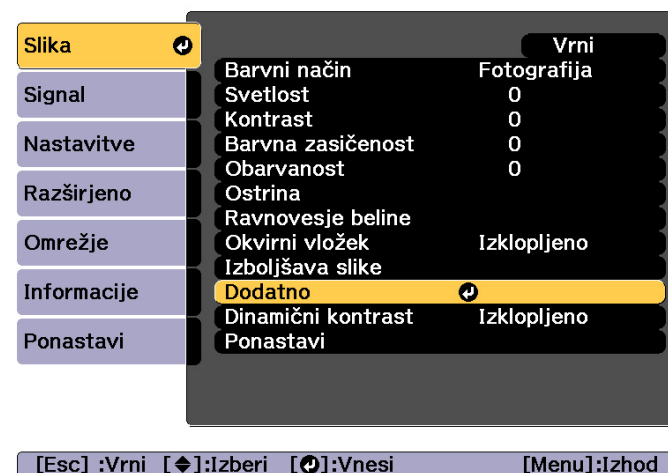 Slika
Signal
Nastavitve
Razširjeno
Omrežje
Informacije
Ponastavi
Vrni
Barvni način Fotografija
Svetlost 0
Kontrast 0
Barvna zasičenost 0
Obarvanost 0
Ostrina
Ravnovesje beline
Okvirni vložek Izklopljeno
Izboljšava slike
Dodatno
Dinamični kontrast Izklopljeno
Ponastavi
[Esc] :Vrni [◆]:Izberi [↵]:Vnesi [Menu]:Izhod